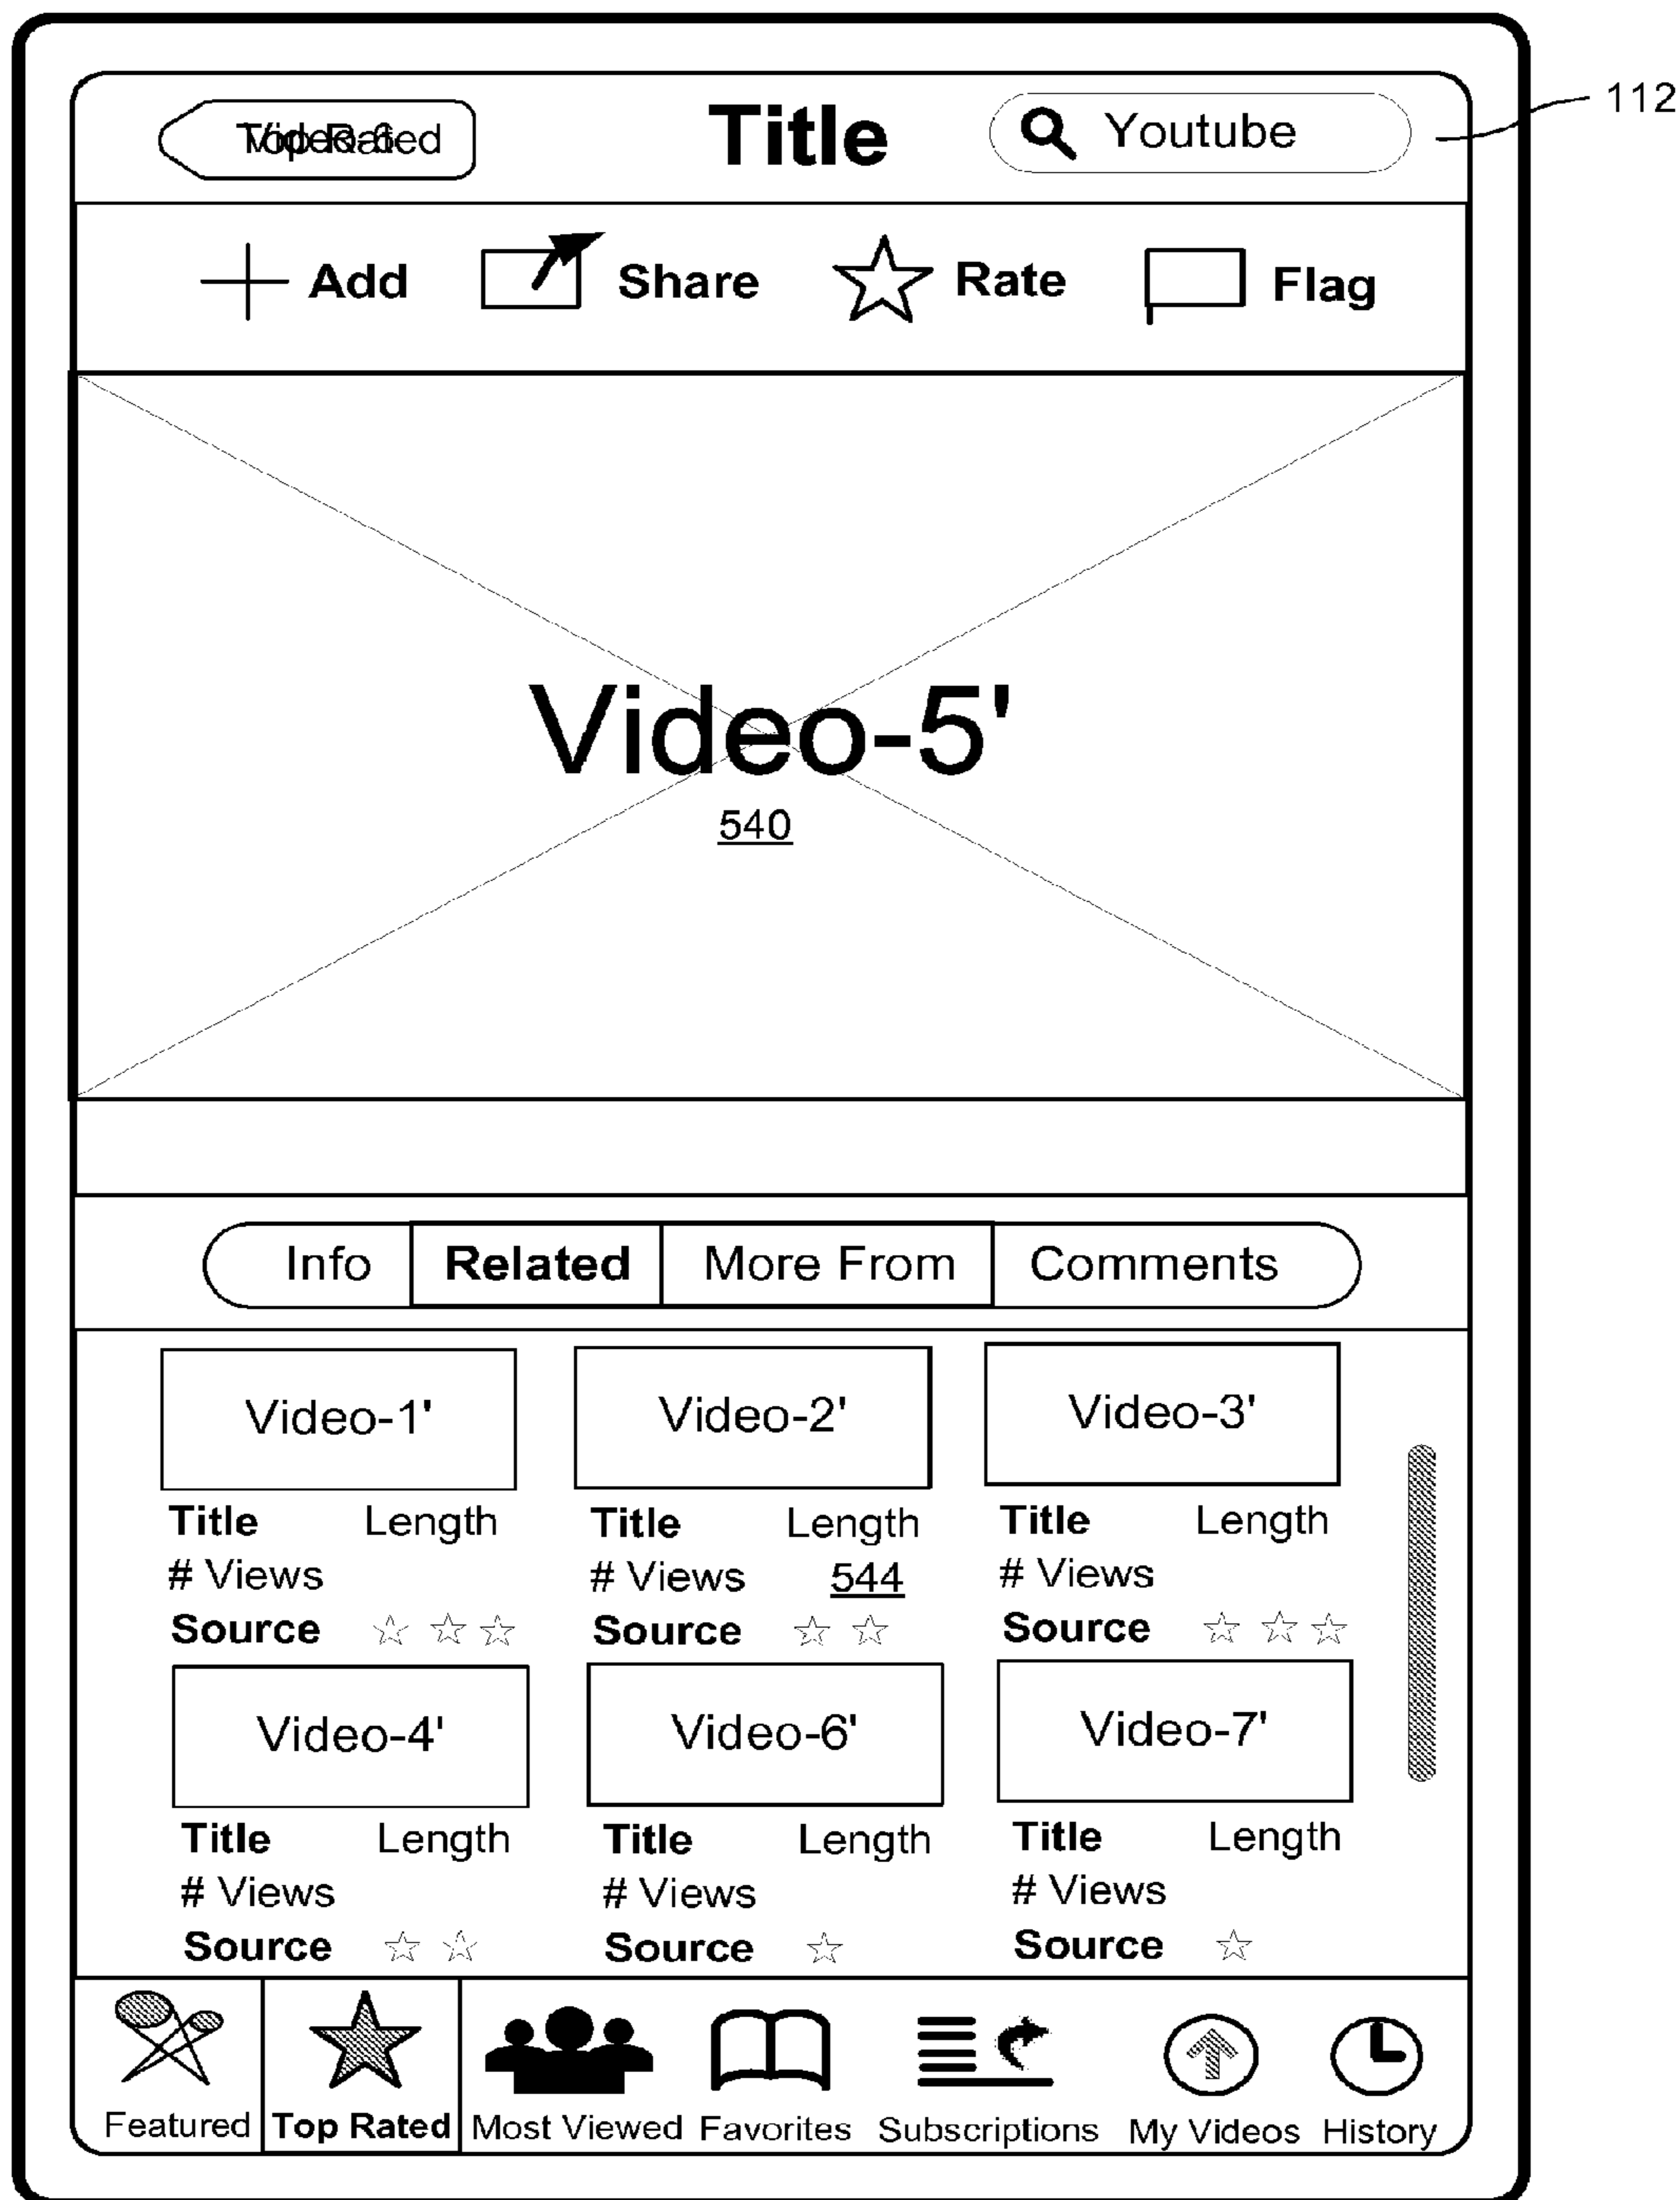 Title
Youtube
112
Add
Share
Rate
Flag
Video-5'
540
Info
Related
More From
Comments
Video-1'
Video-2'
Video-3'
Title Length
Title Length
Title Length
# Views
# Views 544
# Views
Source
Source
Source
Video-4'
Video-6'
Video-7'
Title Length
Title Length
Title Length
# Views
# Views
# Views
Source
Source
Source
Featured
Top Rated
Most Viewed
Favorites
Subscriptions
My Videos
History